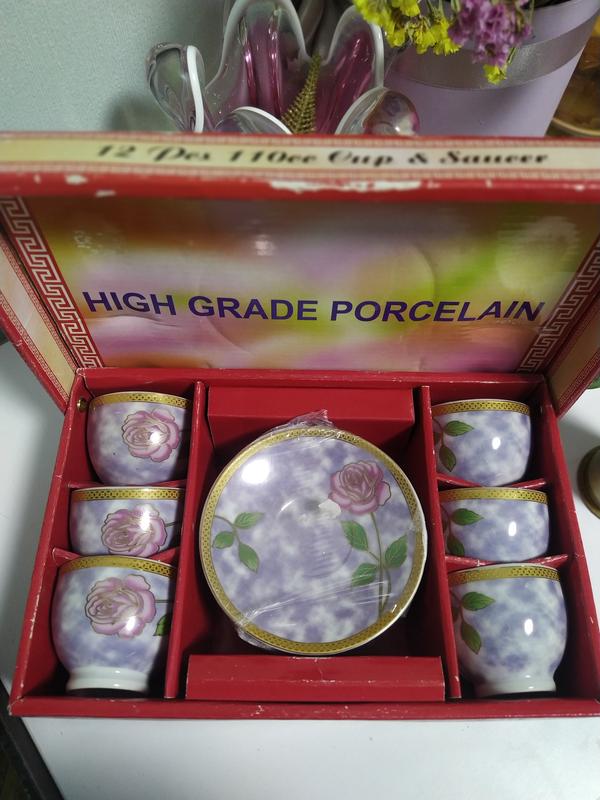 12 Pcs 110cc Cup & Saucer
HIGH GRADE PORCELAIN